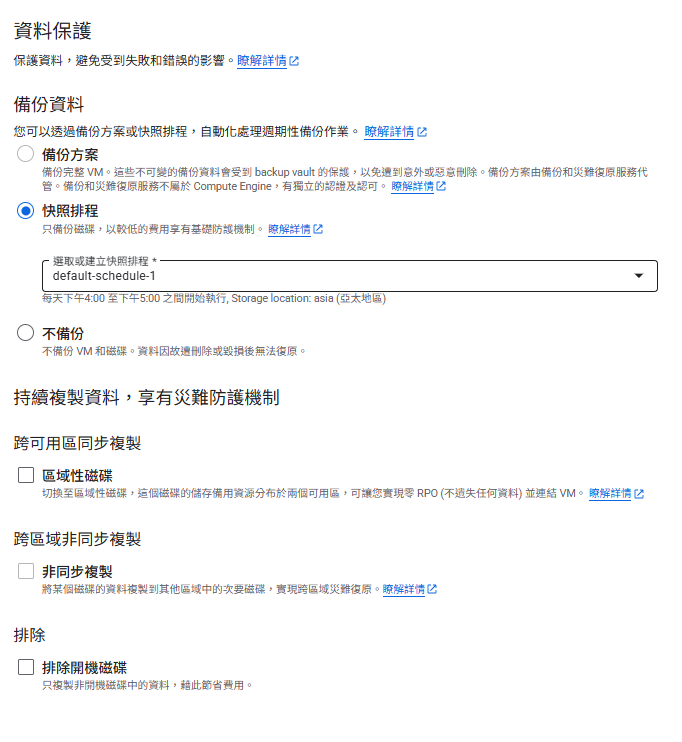 資料保護
保護資料，避免受到失敗和錯誤的影響。瞭解詳情
備份資料
您可以透過備份方案或快照排程，自動化處理週期性備份作業。 瞭解詳情
備份方案
備份完整 VM。這些不可變的備份資料會受到 backup vault 的保護，以免遭到意外或惡意刪除。備份方案由備份和災難復原服務代
管。備份和災難復原服務不屬於 Compute Engine，有獨立的認證及認可。 瞭解詳情
快照排程
只備份磁碟，以較低的費用享有基礎防護機制。 瞭解詳情
選取或建立快照排程 *
default-schedule-1
每天下午4:00 至下午5:00 之間開始執行, Storage location: asia (亞太地區)
不備份
不備份 VM 和磁碟。資料因故遭刪除或毀損後無法復原。
持續複製資料，享有災難防護機制
跨可用區同步複製
區域性磁碟
切換至區域性磁碟，這個磁碟的儲存備用資源分布於兩個可用區，可讓您實現零 RPO (不遺失任何資料) 並連結 VM。 瞭解詳情
跨區域非同步複製
非同步複製
將某個磁碟的資料複製到其他區域中的次要磁碟，實現跨區域災難復原。瞭解詳情
排除
排除開機磁碟
只複製非開機磁碟中的資料，藉此節省費用。